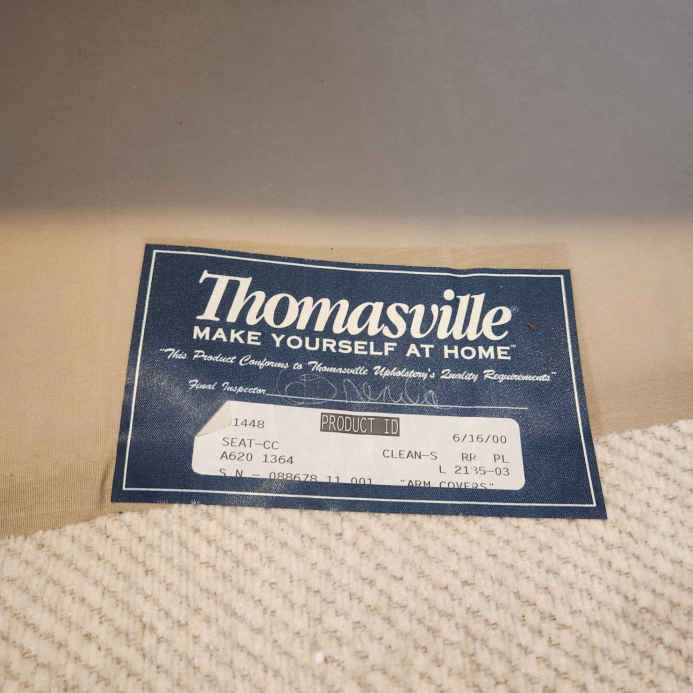 Thomasville®
MAKE YOURSELF AT HOME™
"This Product Conforms to Thomasville Upholstery's Quality Requirements"
Final Inspector
1448 PRODUCT ID 6/16/00
SEAT-CC CLEAN-S RR PL
A620 1364 L 2135-03
S N - 088678 11 001 "ARM COVERS"